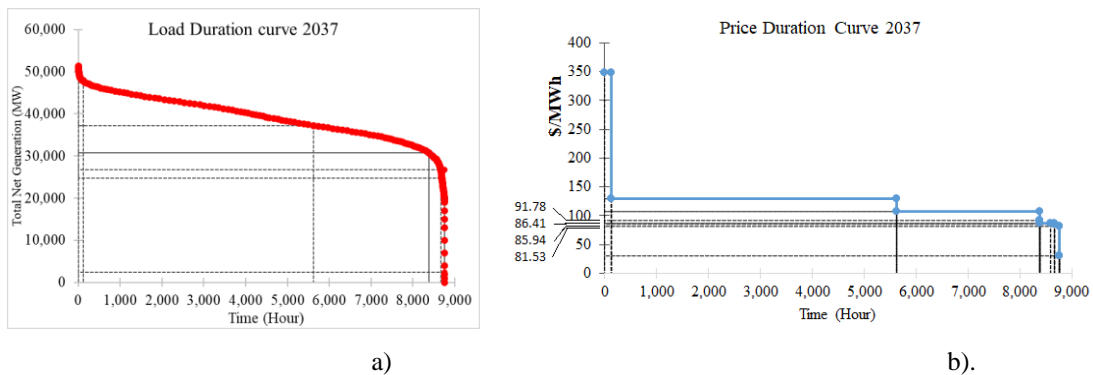 Load Duration curve 2037
60,000
50,000
40,000
30,000
20,000
10,000
0
Total Net Generation (MW)
0 1,000 2,000 3,000 4,000 5,000 6,000 7,000 8,000 9,000
Time (Hour)
a)
Price Duration Curve 2037
400
350
300
250
200
150
100
50
0
$/MWh
91.78
86.41
85.94
81.53
0 1,000 2,000 3,000 4,000 5,000 6,000 7,000 8,000 9,000
Time (Hour)
b).